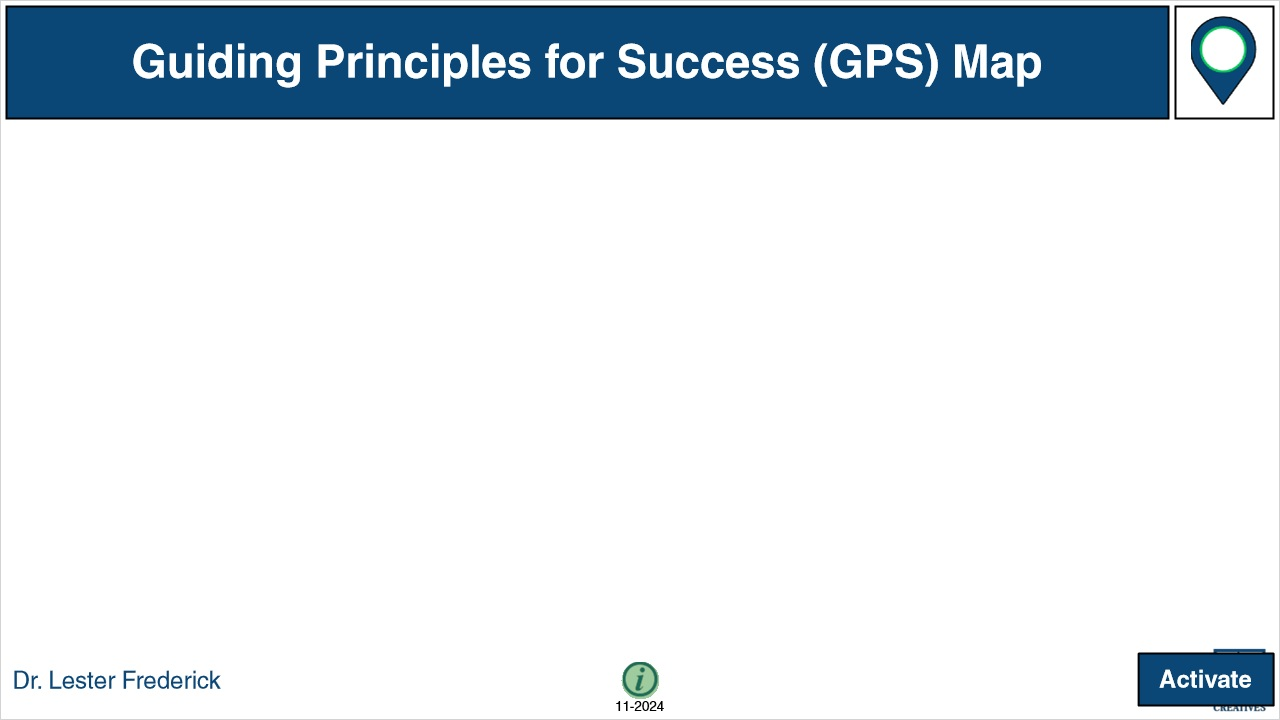 Guiding Principles for Success (GPS) Map
Dr. Lester Frederick
i
11-2024
Activate
CREATIVES